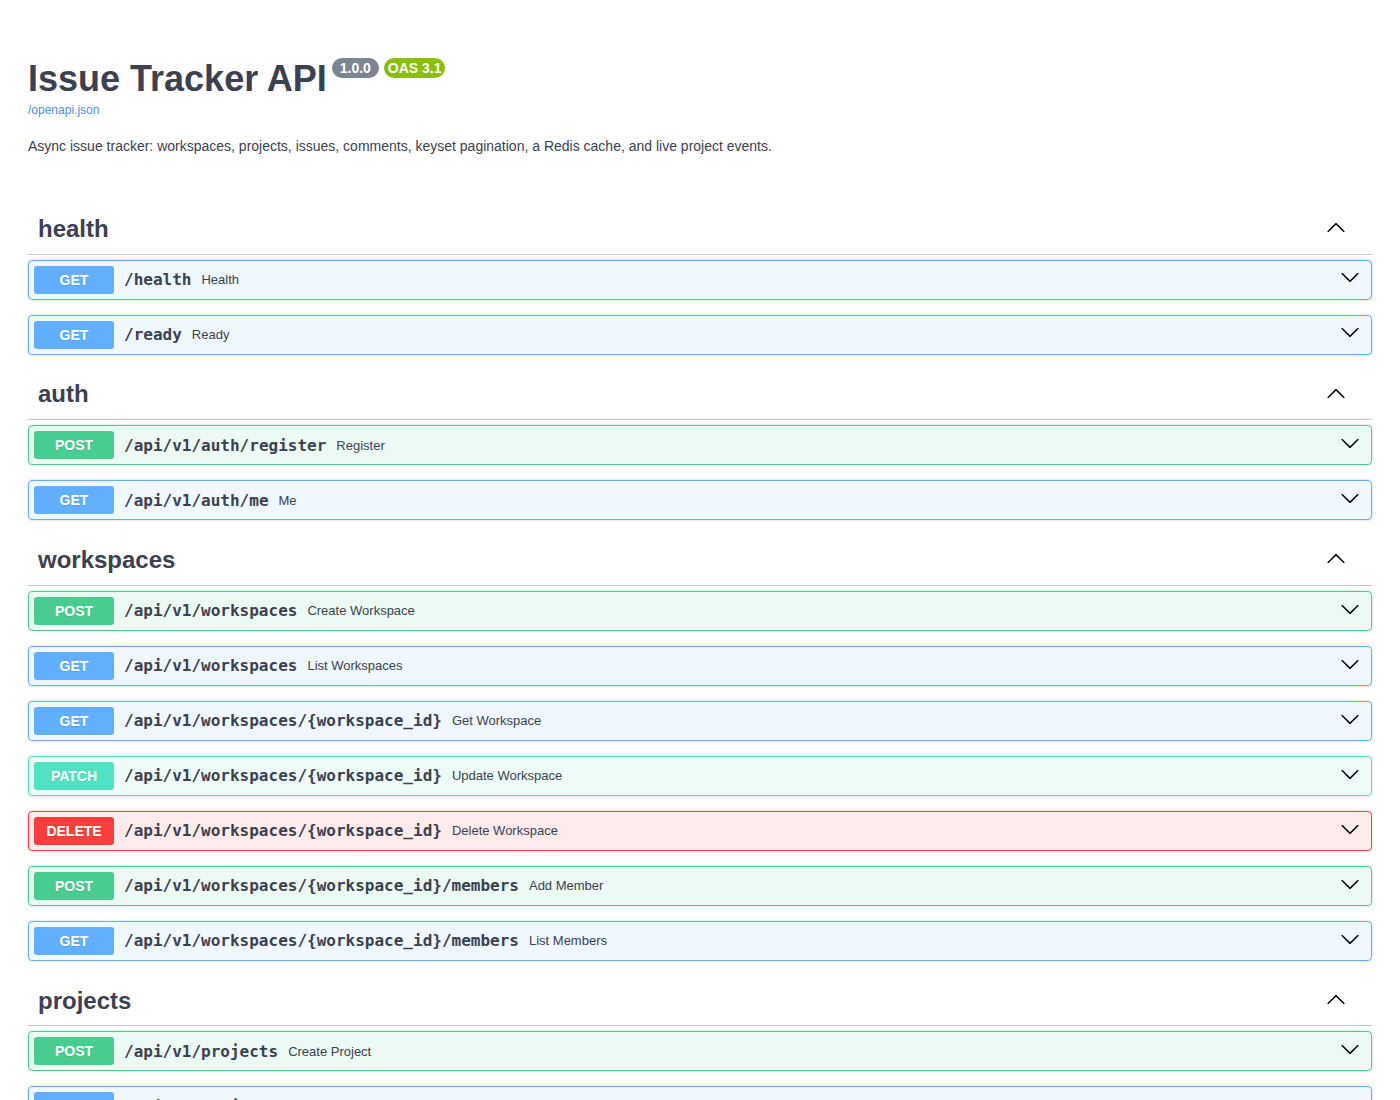 Issue Tracker API 1.0.0 OAS 3.1
/openapi.json
Async issue tracker: workspaces, projects, issues, comments, keyset pagination, a Redis cache, and live project events.
health
GET /health Health
GET /ready Ready
auth
POST /api/v1/auth/register Register
GET /api/v1/auth/me Me
workspaces
POST /api/v1/workspaces Create Workspace
GET /api/v1/workspaces List Workspaces
GET /api/v1/workspaces/{workspace_id} Get Workspace
PATCH /api/v1/workspaces/{workspace_id} Update Workspace
DELETE /api/v1/workspaces/{workspace_id} Delete Workspace
POST /api/v1/workspaces/{workspace_id}/members Add Member
GET /api/v1/workspaces/{workspace_id}/members List Members
projects
POST /api/v1/projects Create Project